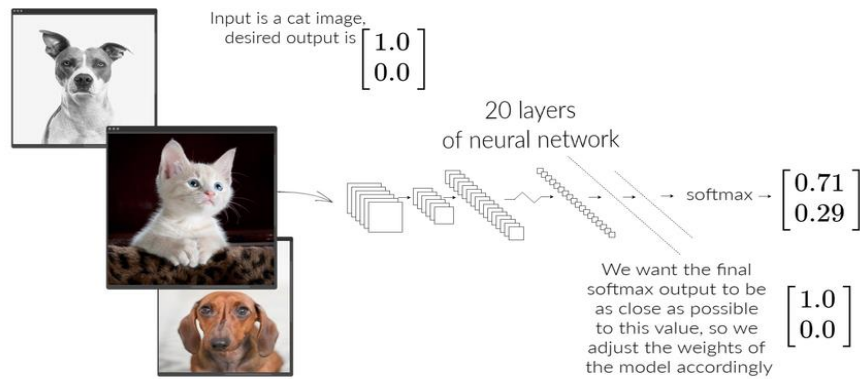 Input is a cat image,
desired output is
1.0
0.0
20 layers
of neural network
softmax
0.71
0.29
We want the final
softmax output to be
as close as possible
to this value, so we
adjust the weights of
the model accordingly
1.0
0.0